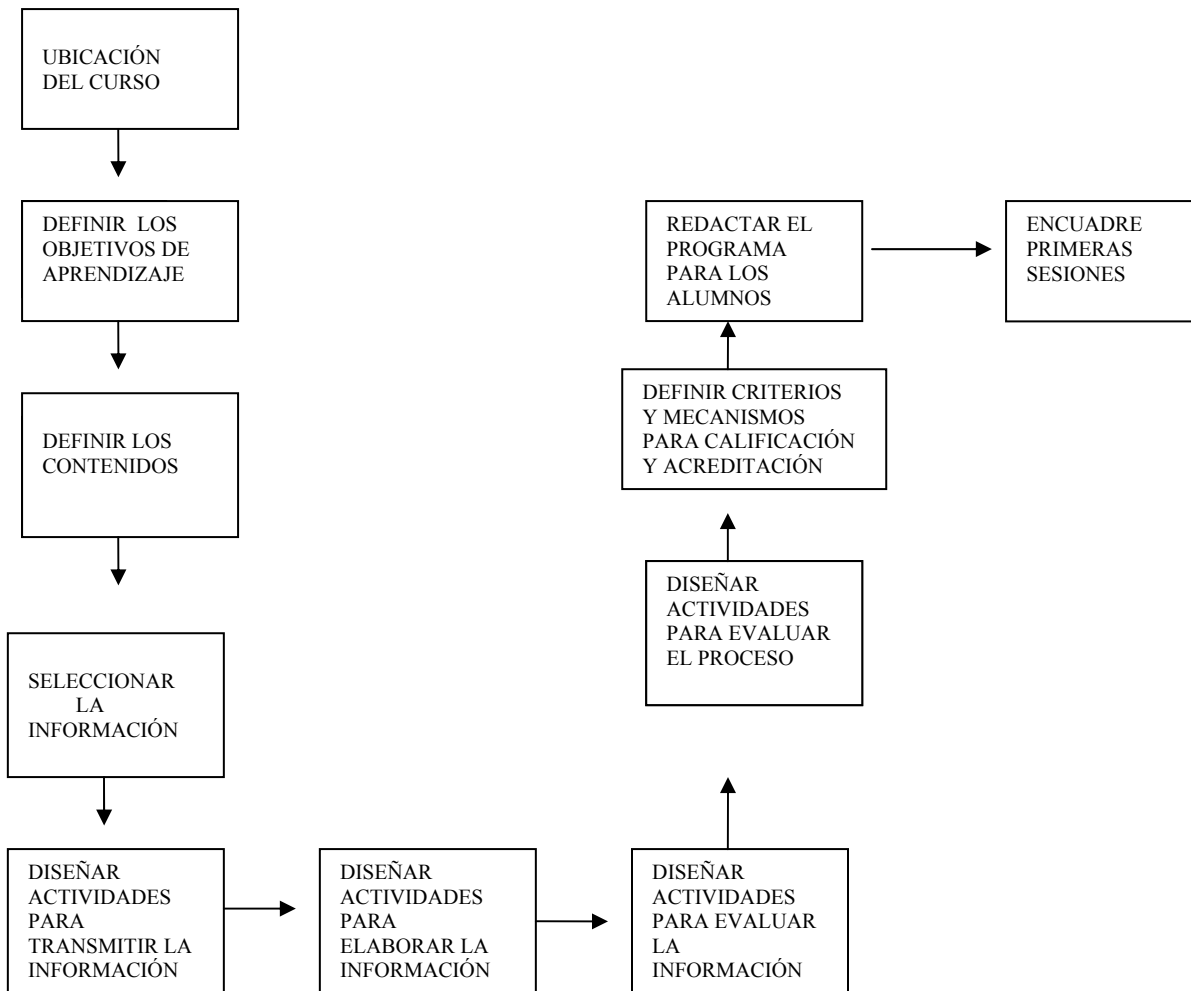 UBICACIÓN
DEL CURSO
DEFINIR LOS
OBJETIVOS DE
APRENDIZAJE
DEFINIR LOS
CONTENIDOS
SELECCIONAR
LA
INFORMACIÓN
DISEÑAR
ACTIVIDADES
PARA
TRANSMITIR LA
INFORMACIÓN
DISEÑAR
ACTIVIDADES
PARA
ELABORAR LA
INFORMACIÓN
DISEÑAR
ACTIVIDADES
PARA EVALUAR
LA
INFORMACIÓN
DISEÑAR
ACTIVIDADES
PARA EVALUAR
EL PROCESO
DEFINIR CRITERIOS
Y MECANISMOS
PARA CALIFICACIÓN
Y ACREDITACIÓN
REDACTAR EL
PROGRAMA
PARA LOS
ALUMNOS
ENCUADRE
PRIMERAS
SESIONES